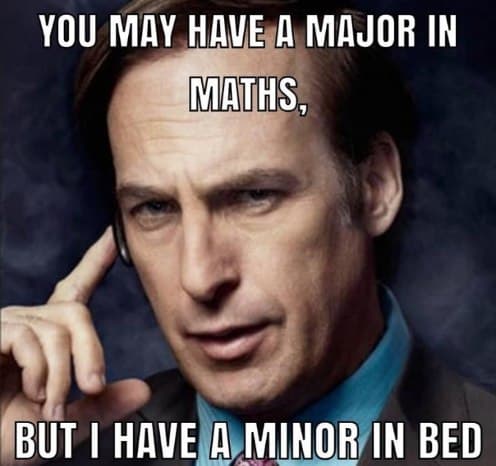 YOU MAY HAVE A MAJOR IN
MATHS,
BUT I HAVE A MINOR IN BED